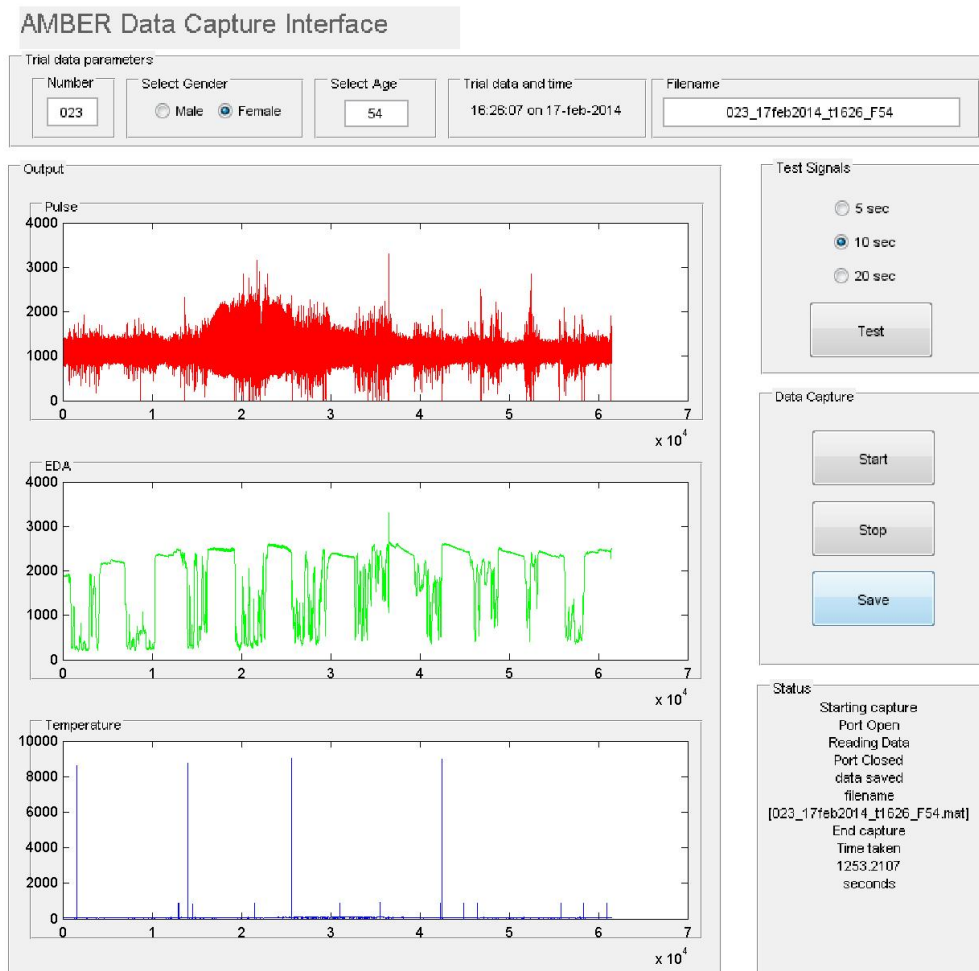 AMBER Data Capture Interface
Trial data parameters
Number
Select Gender
Select Age
Trial data and time
Filename
023
Male
Female
54
16:26:07 on 17-feb-2014
023_17feb2014_t1626_F54
Output
Pulse
4000
3000
2000
1000
0
0 1 2 3 4 5 6 7
x 10^4
EDA
4000
3000
2000
1000
0
0 1 2 3 4 5 6 7
x 10^4
Temperature
10000
8000
6000
4000
2000
0
0 1 2 3 4 5 6 7
x 10^4
Test Signals
5 sec
10 sec
20 sec
Test
Data Capture
Start
Stop
Save
Status
Starting capture
Port Open
Reading Data
Port Closed
data saved
filename
[023_17feb2014_t1626_F54.mat]
End capture
Time taken
1253.2107
seconds